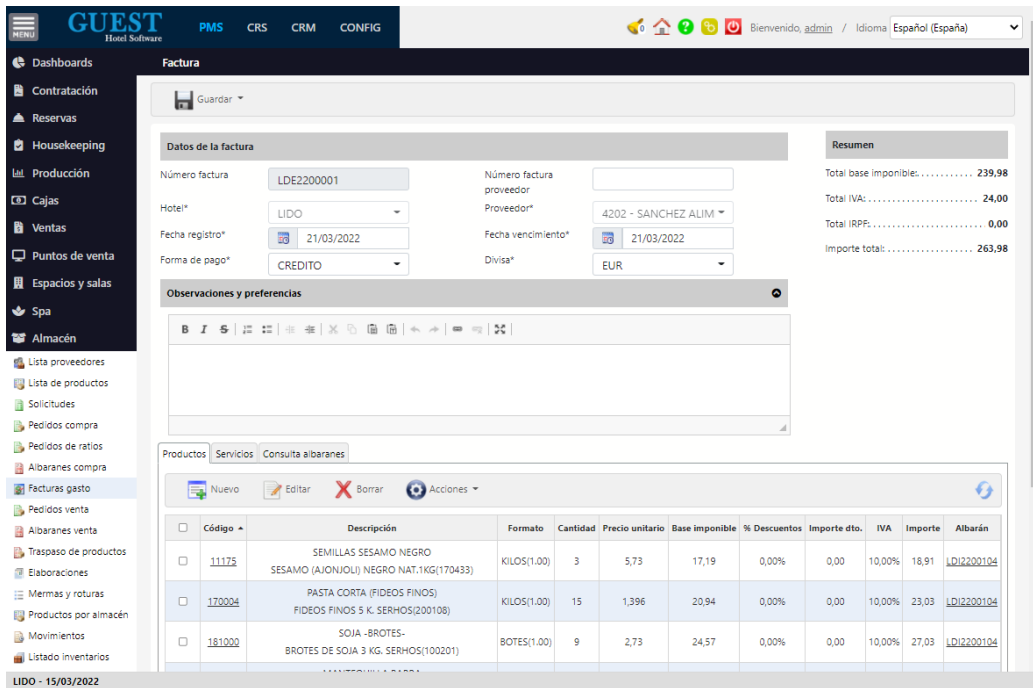 MENU
GUEST
Hotel Software
PMS CRS CRM CONFIG
Bienvenido, admin / Idioma Español (España)
Dashboards
Contratación
Reservas
Housekeeping
Producción
Cajas
Ventas
Puntos de venta
Espacios y salas
Spa
Almacén
Lista proveedores
Lista de productos
Solicitudes
Pedidos compra
Pedidos de ratios
Albaranes compra
Facturas gasto
Pedidos venta
Albaranes venta
Traspaso de productos
Elaboraciones
Mermas y roturas
Productos por almacén
Movimientos
Listado inventarios
Factura
Guardar
Datos de la factura
Número factura LDE2200001 Número factura proveedor
Hotel* LIDO Proveedor* 4202 - SANCHEZ ALIM
Fecha registro* 21/03/2022 Fecha vencimiento* 21/03/2022
Forma de pago* CREDITO Divisa* EUR
Resumen
Total base imponible:............ 239,98
Total IVA:....................... 24,00
Total IRPF:....................... 0,00
Importe total:.................. 263,98
Observaciones y preferencias
B I S
Productos Servicios Consulta albaranes
Nuevo Editar Borrar Acciones
Código Descripción Formato Cantidad Precio unitario Base imponible % Descuentos Importe dto. IVA Importe Albarán
11175 SEMILLAS SESAMO NEGRO
SESAMO (AJONJOLI) NEGRO NAT.1KG(170433) KILOS(1.00) 3 5,73 17,19 0,00% 0,00 10,00% 18,91 LDI2200104
170004 PASTA CORTA (FIDEOS FINOS)
FIDEOS FINOS 5 K. SERHOS(200108) KILOS(1.00) 15 1,396 20,94 0,00% 0,00 10,00% 23,03 LDI2200104
181000 SOJA -BROTES-
BROTES DE SOJA 3 KG. SERHOS(100201) BOTES(1.00) 9 2,73 24,57 0,00% 0,00 10,00% 27,03 LDI2200104
LIDO - 15/03/2022